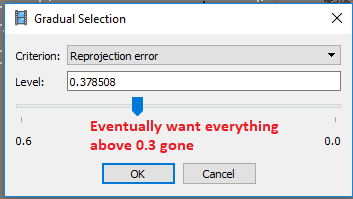 Gradual Selection
Criterion: Reprojection error
Level: 0.378508
Eventually want everything
above 0.3 gone
0.6 0.0
OK Cancel